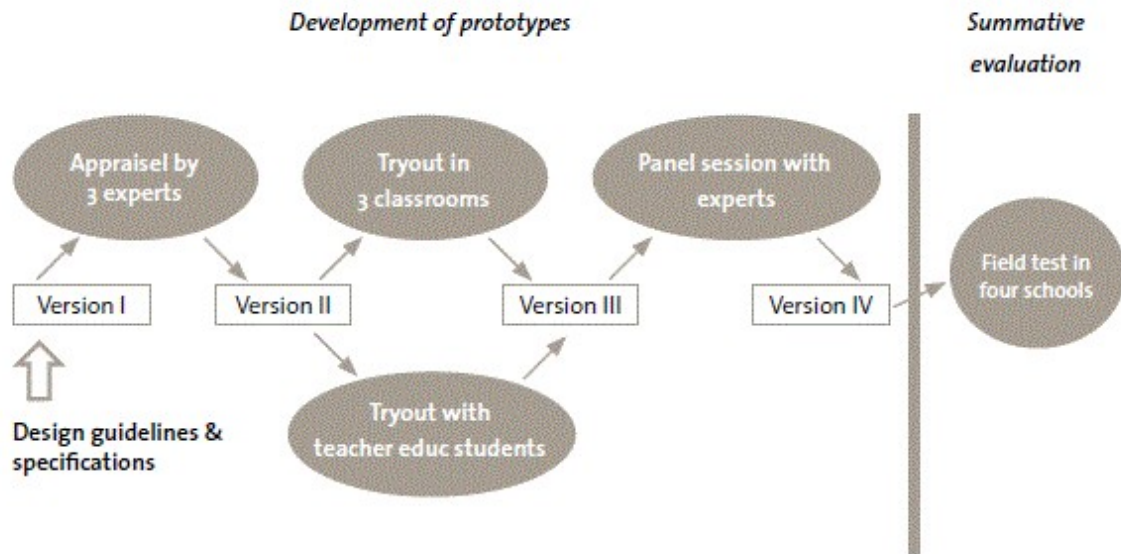 Development of prototypes
Summative
evaluation
Appraisel by
3 experts
Tryout in
3 classrooms
Panel session with
experts
Field test in
four schools
Version I
Version II
Version III
Version IV
Tryout with
teacher educ students
Design guidelines &
specifications